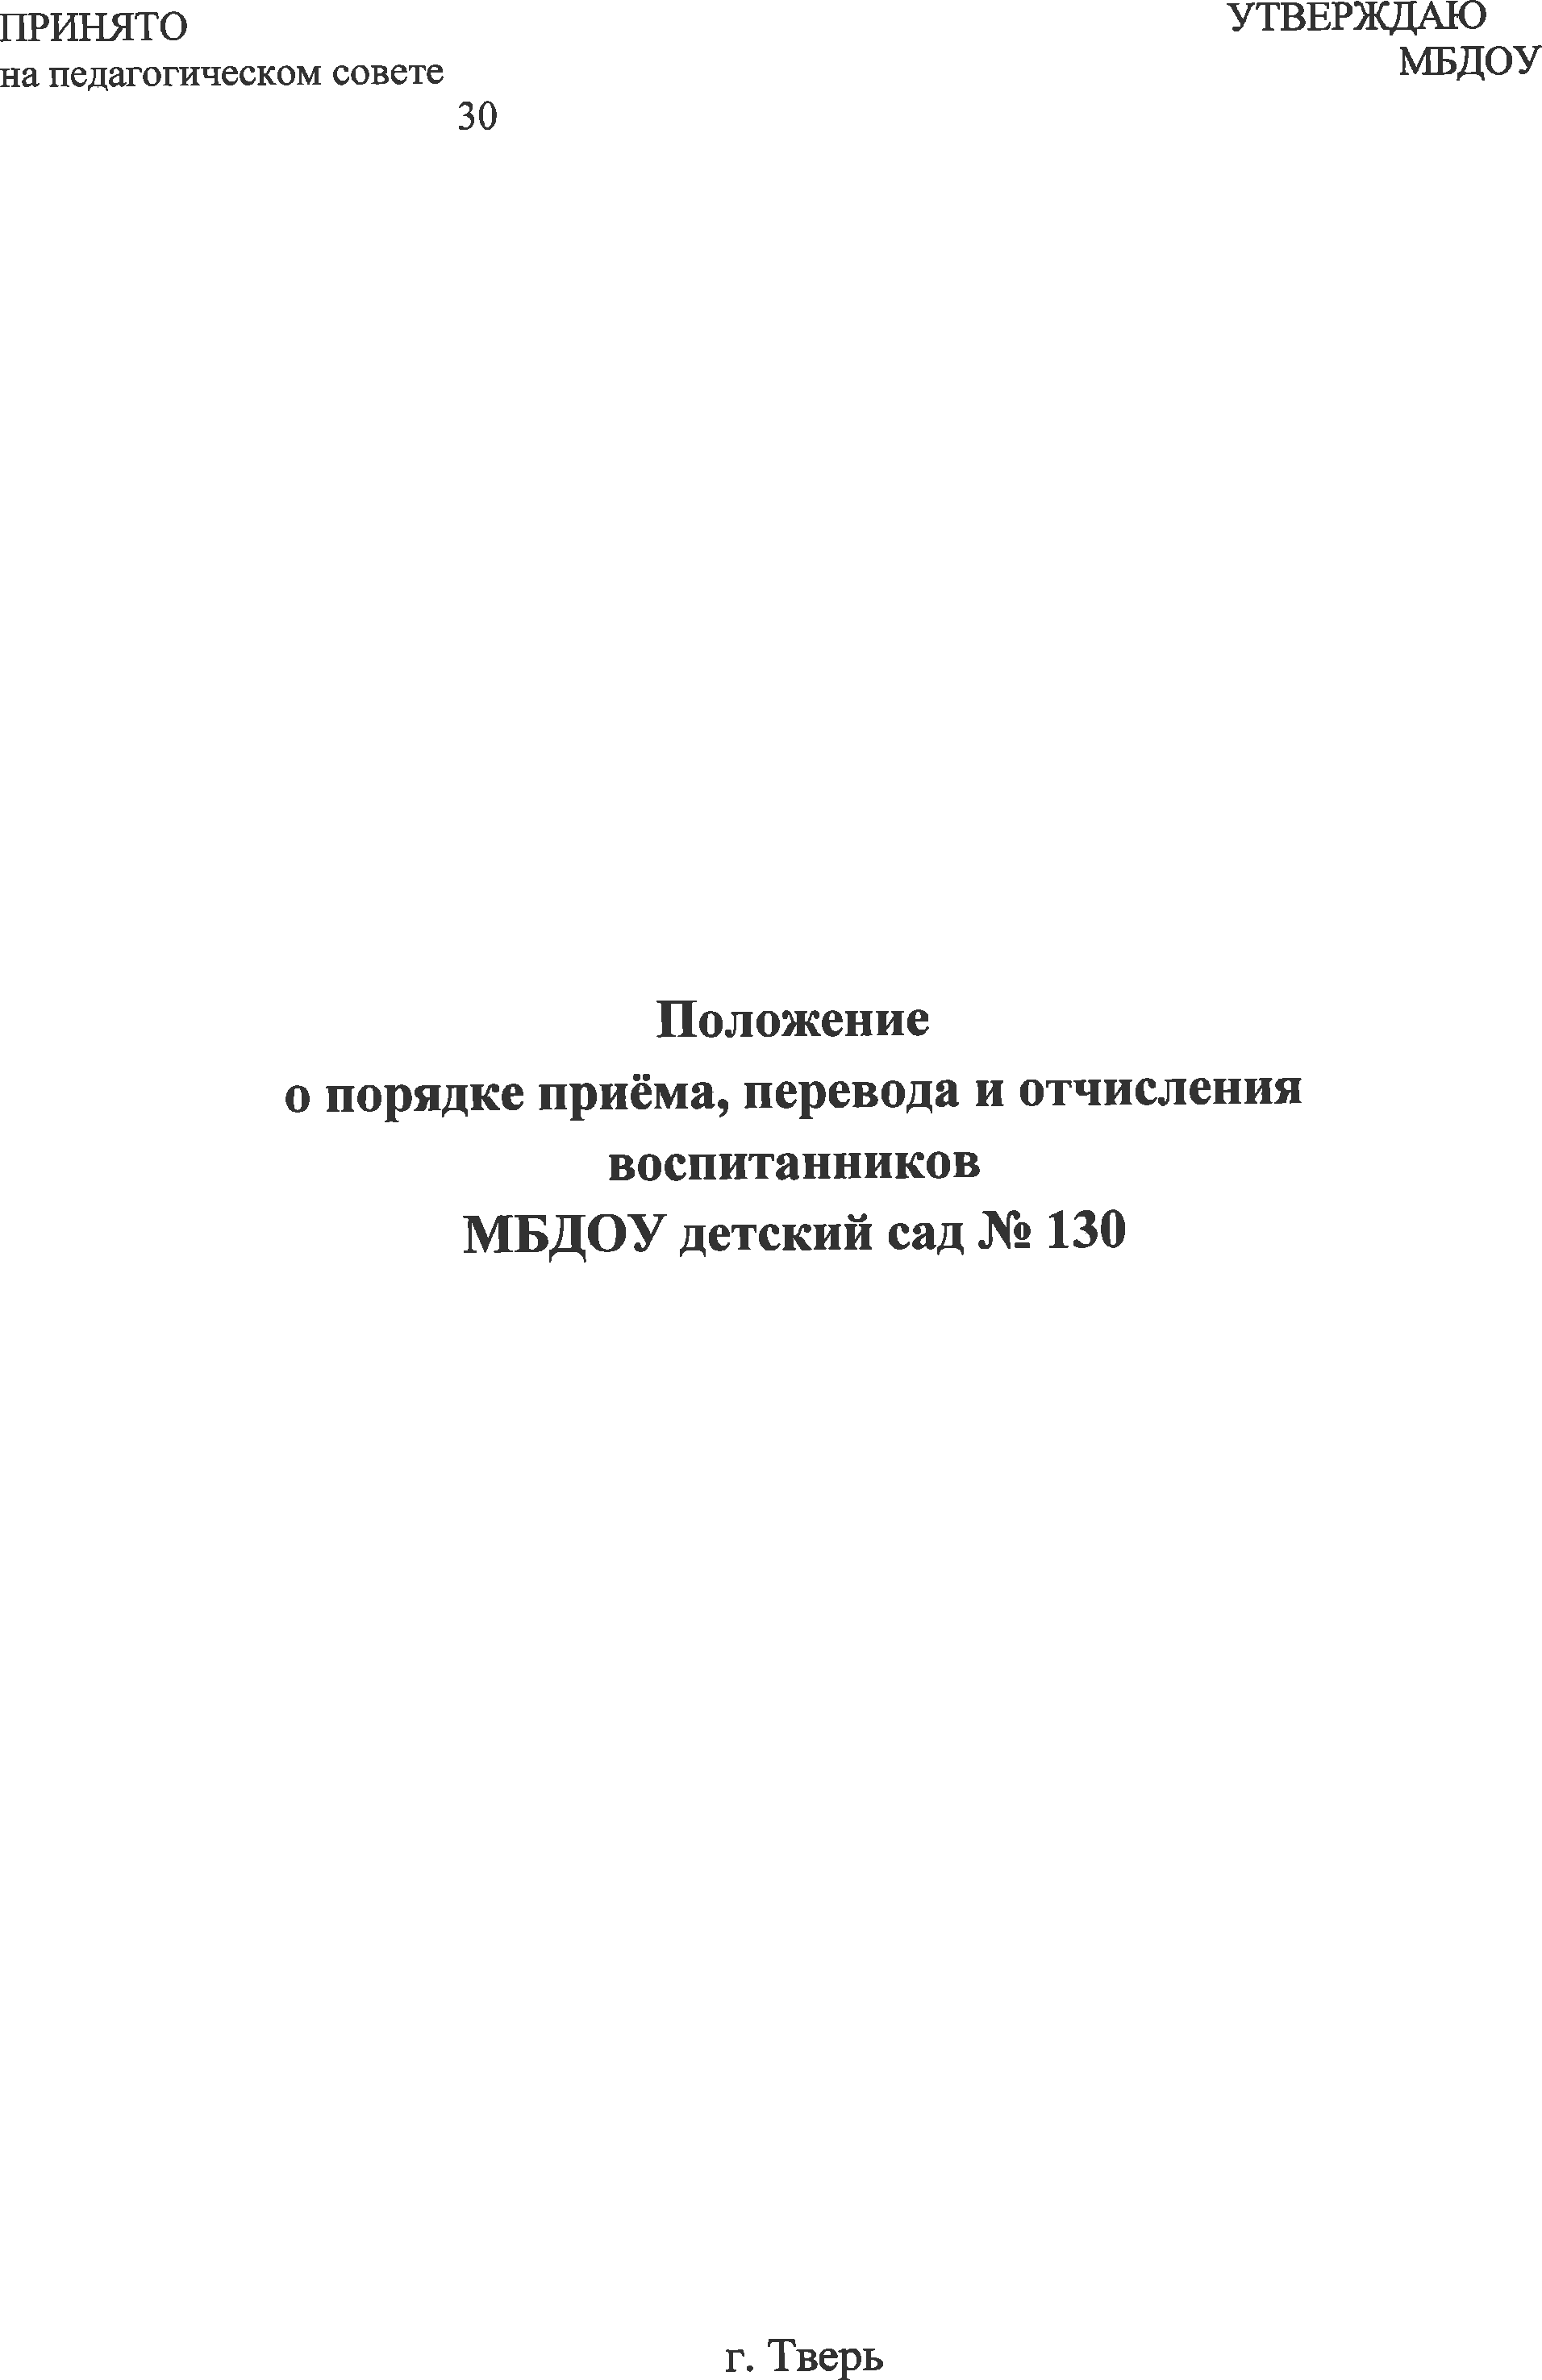 ПРИНЯТО
на педагогическом совете
30
УТВЕРЖДАЮ
МБДОУ
Положение
о порядке приёма, перевода и отчисления
воспитанников
МБДОУ детский сад № 130
г. Тверь